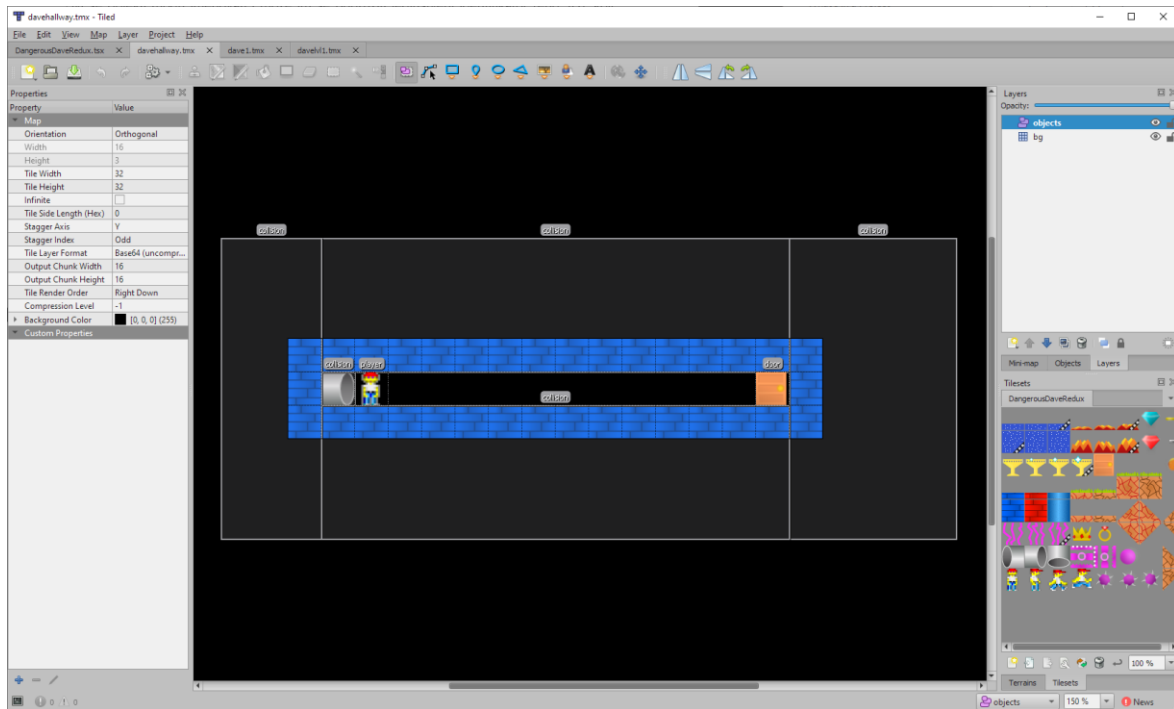 davehallway.tmx - Tiled
File Edit View Map Layer Project Help
DangerousDaveRedux.tsx davehallway.tmx dave1.tmx davelvl1.tmx
Properties
Property Value
Map
Orientation Orthogonal
Width 16
Height 3
Tile Width 32
Tile Height 32
Infinite
Tile Side Length (Hex) 0
Stagger Axis Y
Stagger Index Odd
Tile Layer Format Base64 (uncompr...
Output Chunk Width 16
Output Chunk Height 16
Tile Render Order Right Down
Compression Level -1
Background Color [0, 0, 0] (255)
Custom Properties
collision collision collision
collision player door
collision
Layers
Opacity:
objects
bg
Mini-map Objects Layers
Tilesets
DangerousDaveRedux
100 %
Terrains Tilesets
0 1 0
objects 150 % News